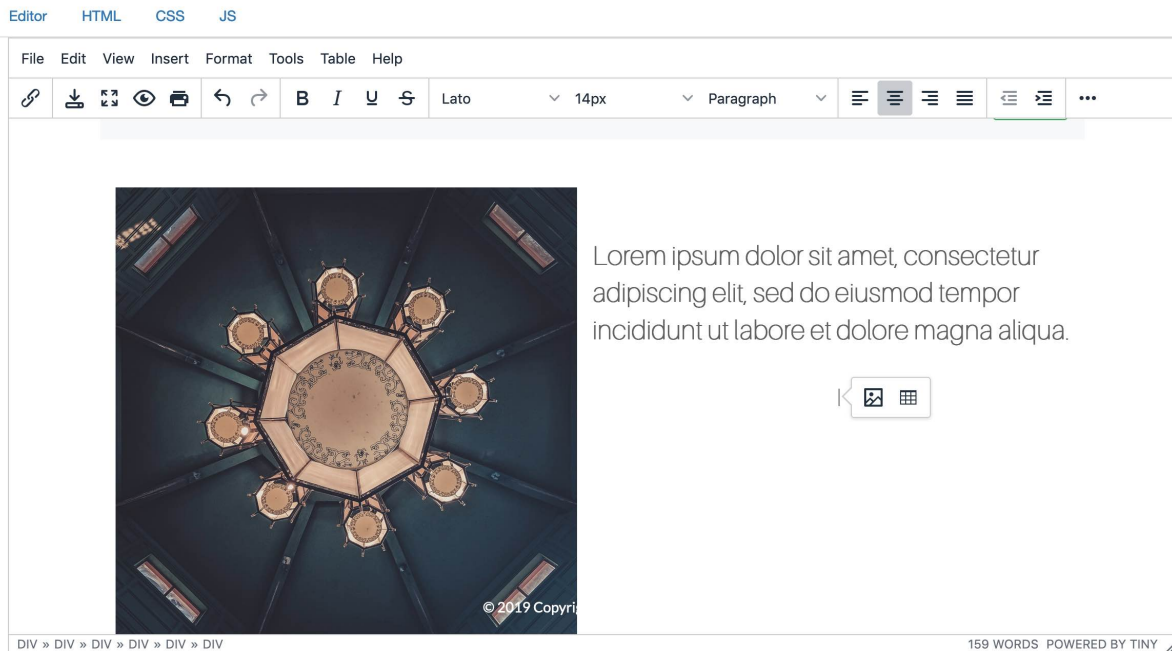 Editor HTML CSS JS
File Edit View Insert Format Tools Table Help
B I U S Lato 14px Paragraph
Lorem ipsum dolor sit amet, consectetur
adipiscing elit, sed do eiusmod tempor
incididunt ut labore et dolore magna aliqua.
© 2019 Copyri
DIV » DIV » DIV » DIV » DIV » DIV 159 WORDS POWERED BY TINY